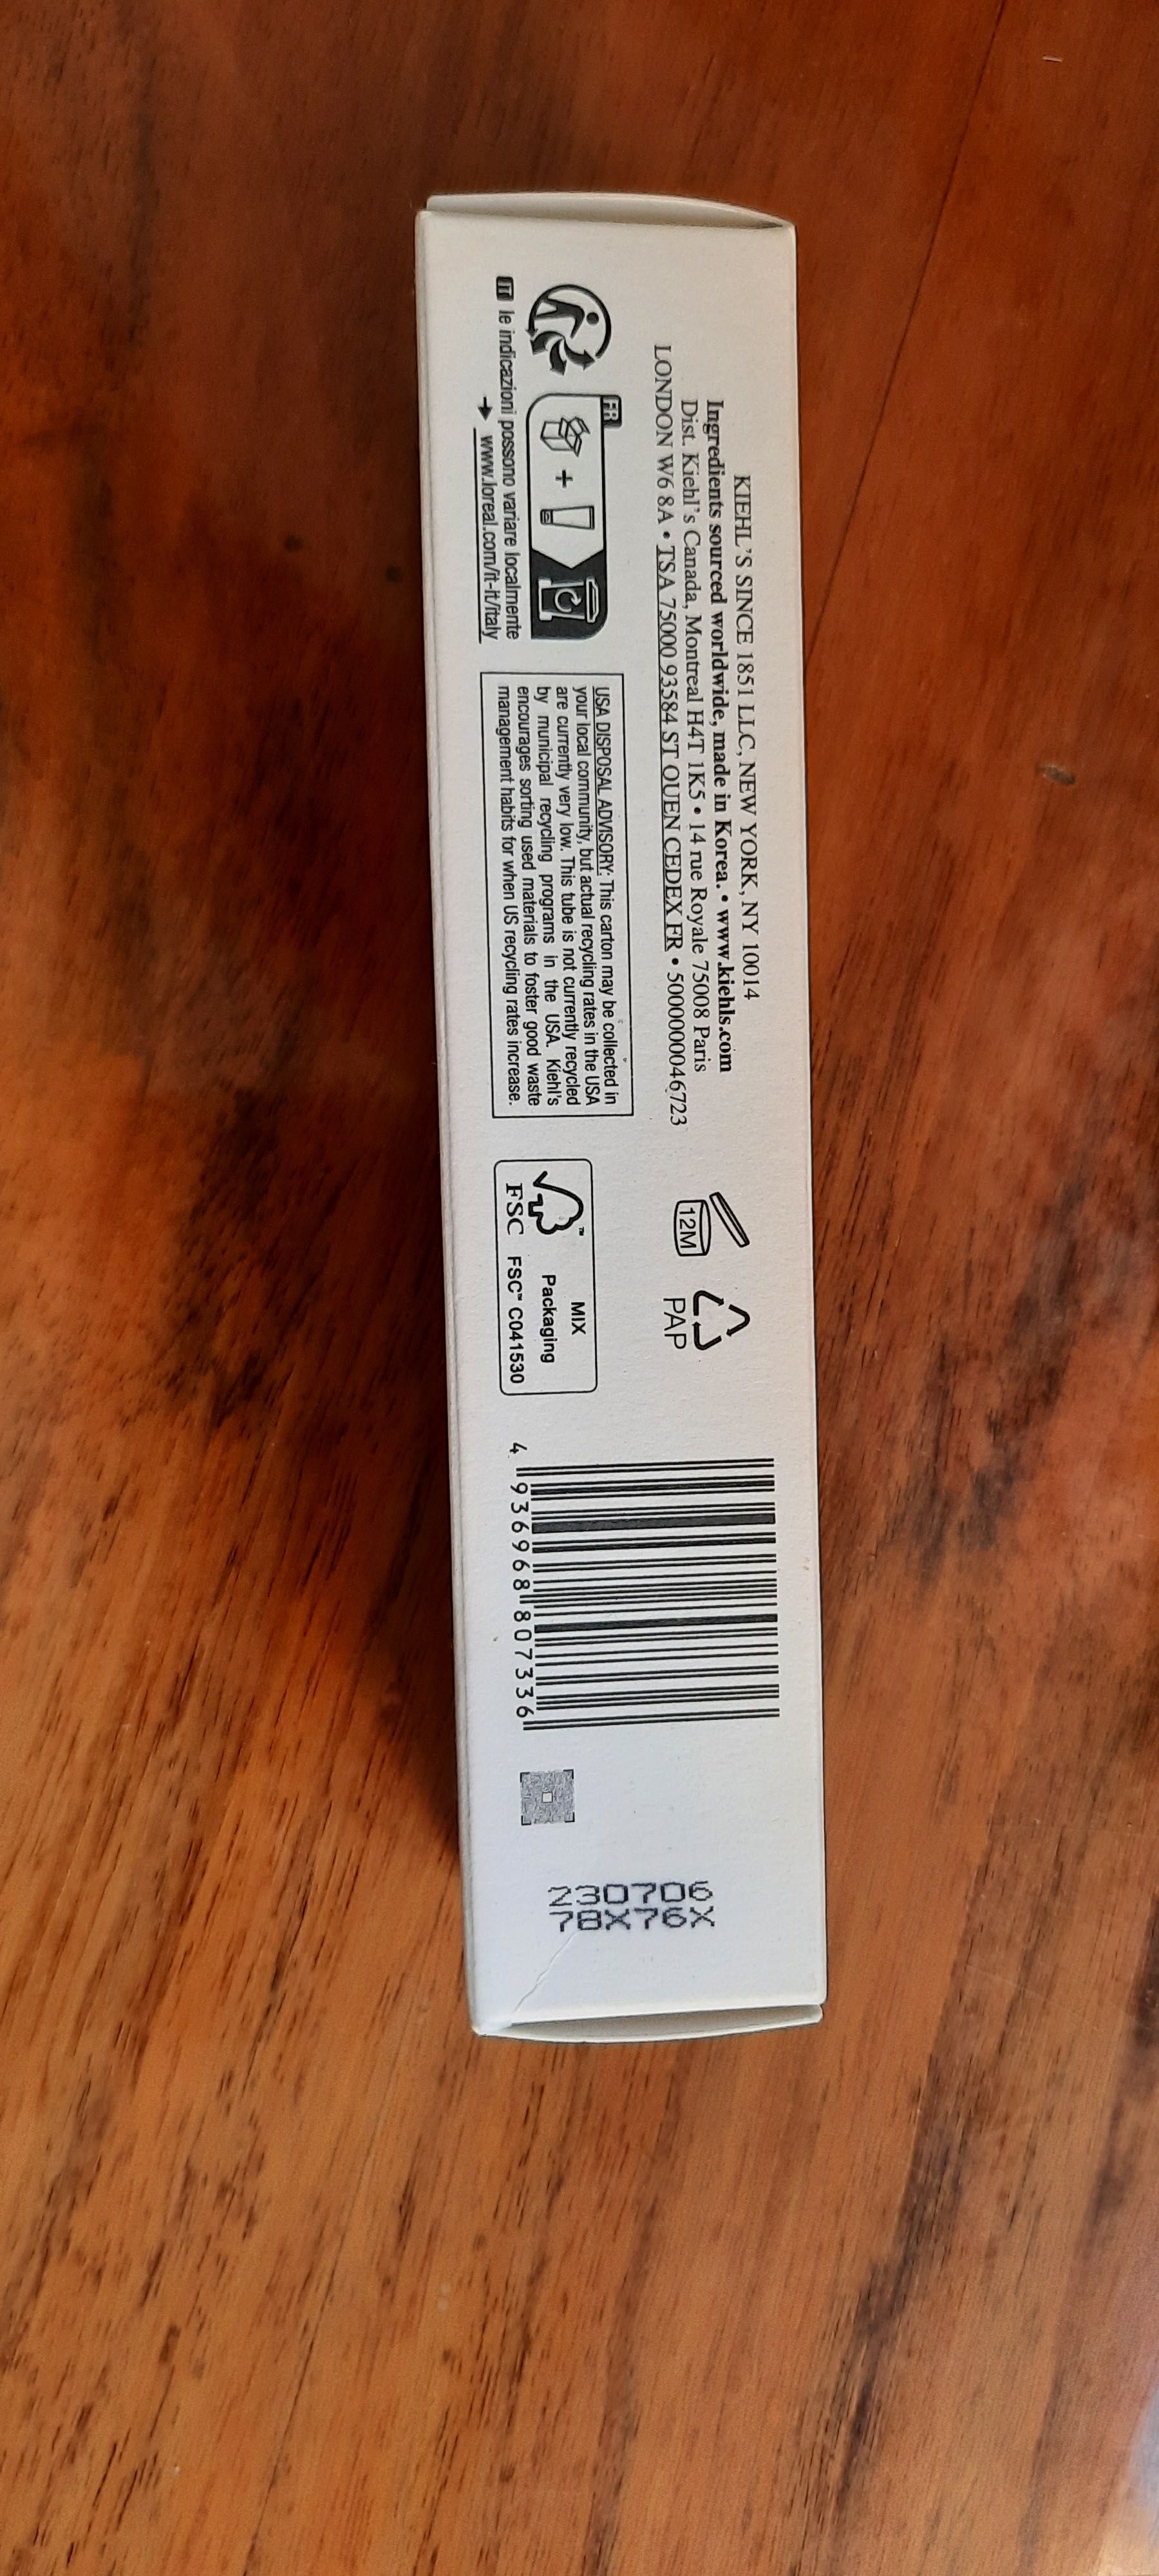 KIEHL'S SINCE 1851 LLC, NEW YORK, NY 10014
Ingredients sourced worldwide, made in Korea. • www.kiehls.com
Dist. Kiehl's Canada, Montreal H4T 1K5 • 14 rue Royale 75008 Paris
LONDON W6 8A • TSA 75000 93584 ST OUEN CEDEX FR • 5000000046723
12M
PAP
FR
+
IT le indicazioni possono variare localmente
➔ www.loreal.com/it-it/italy
USA DISPOSAL ADVISORY: This carton may be collected in
your local community, but actual recycling rates in the USA
are currently very low. This tube is not currently recycled
by municipal recycling programs in the USA. Kiehl's
encourages sorting used materials to foster good waste
management habits for when US recycling rates increase.
™
FSC
MIX
Packaging
FSC™ C041530
4 936968 807336
230706
78X76X